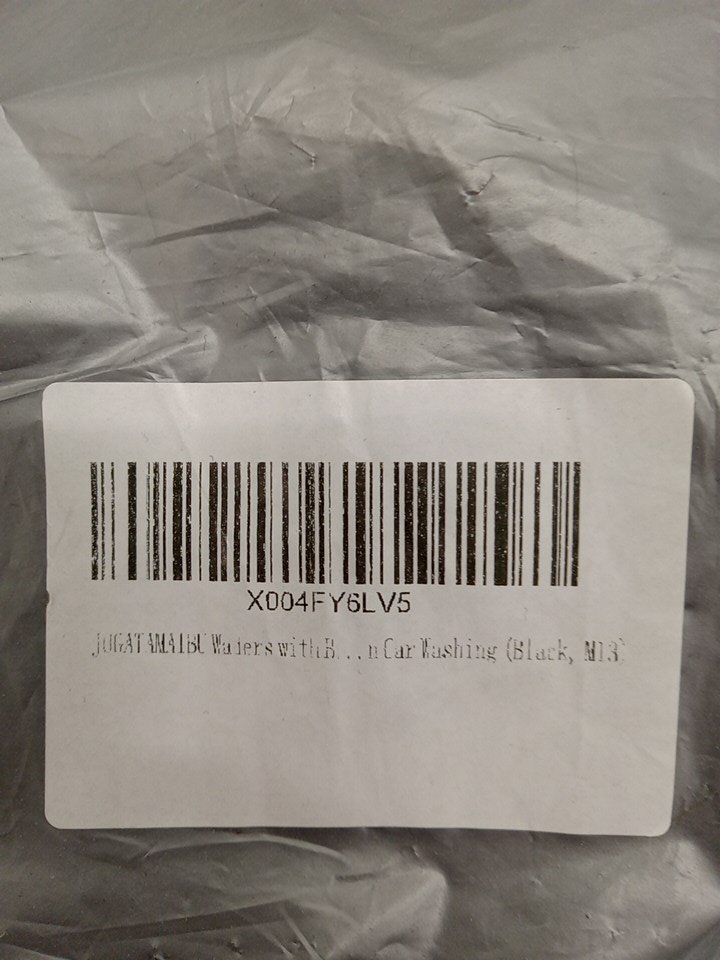 X004FY6LV5
JOGATAMAIBU Waders with B...n Car Washing (Black, M13)